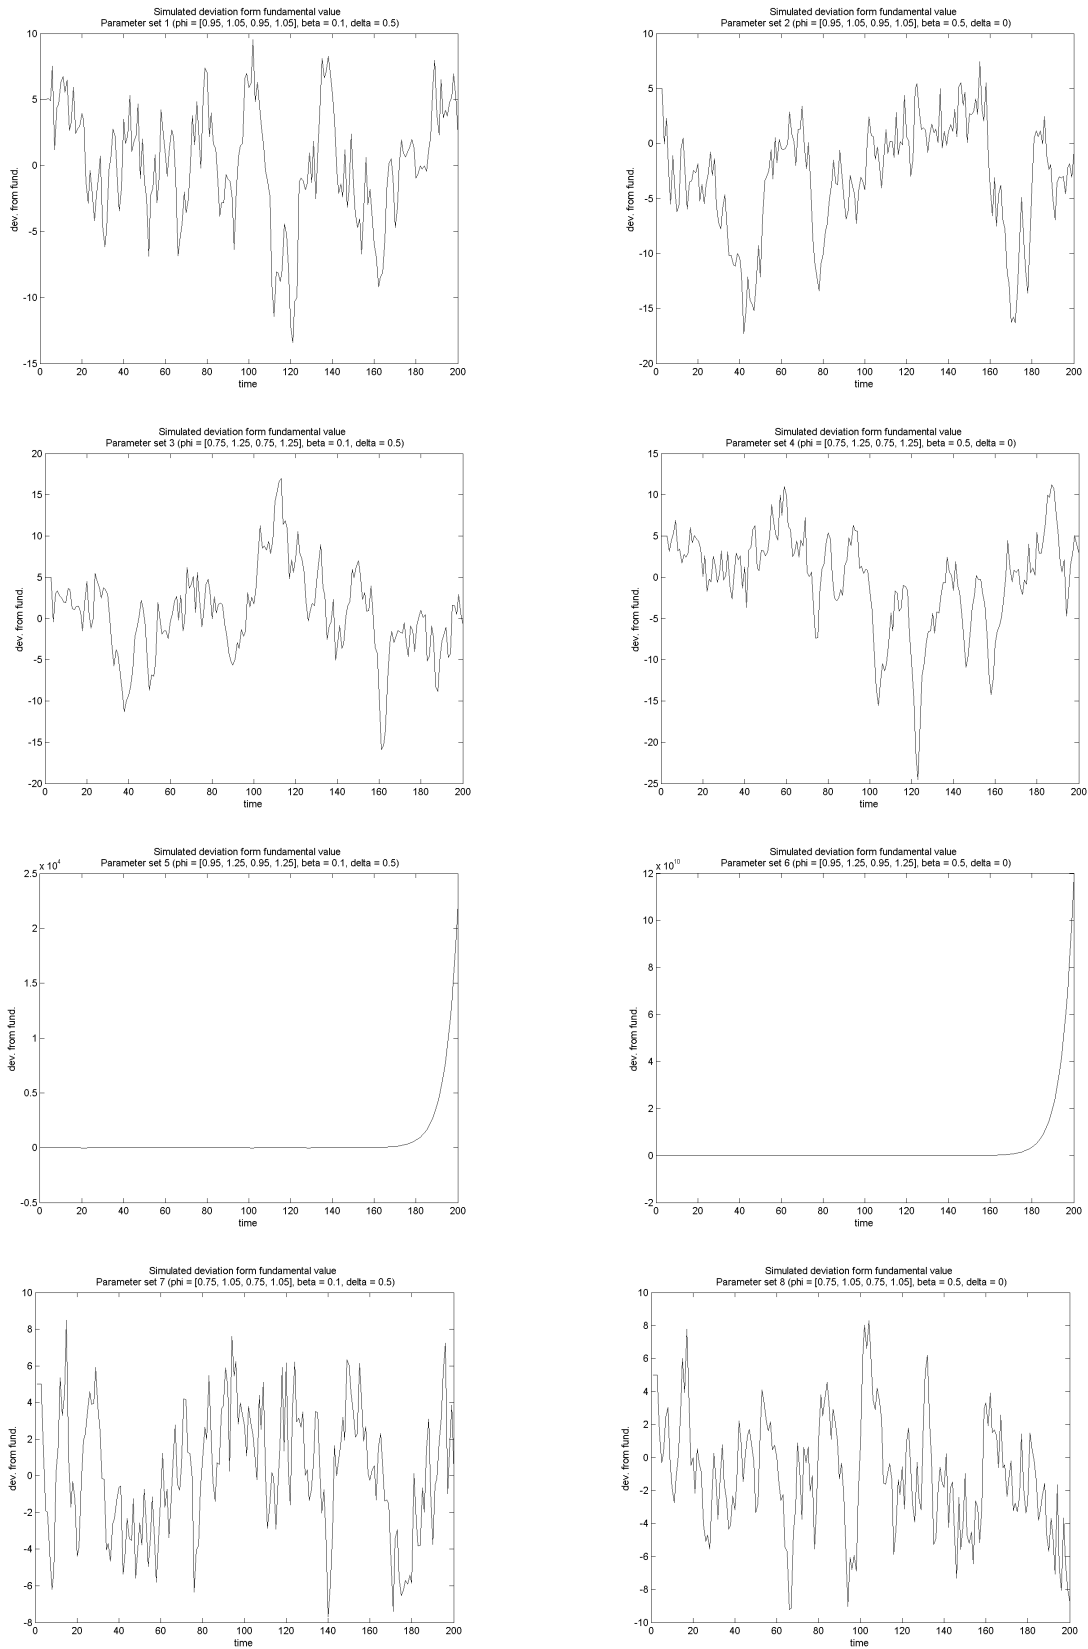 Simulated deviation form fundamental value
Parameter set 1 (phi = [0.95, 1.05, 0.95, 1.05], beta = 0.1, delta = 0.5)
10
5
0
-5
-10
-15
dev. from fund.
0 20 40 60 80 100 120 140 160 180 200
time
Simulated deviation form fundamental value
Parameter set 2 (phi = [0.95, 1.05, 0.95, 1.05], beta = 0.5, delta = 0)
10
5
0
-5
-10
-15
-20
dev. from fund.
0 20 40 60 80 100 120 140 160 180 200
time
Simulated deviation form fundamental value
Parameter set 3 (phi = [0.75, 1.25, 0.75, 1.25], beta = 0.1, delta = 0.5)
20
15
10
5
0
-5
-10
-15
-20
dev. from fund.
0 20 40 60 80 100 120 140 160 180 200
time
Simulated deviation form fundamental value
Parameter set 4 (phi = [0.75, 1.25, 0.75, 1.25], beta = 0.5, delta = 0)
15
10
5
0
-5
-10
-15
-20
-25
dev. from fund.
0 20 40 60 80 100 120 140 160 180 200
time
Simulated deviation form fundamental value
Parameter set 5 (phi = [0.95, 1.25, 0.95, 1.25], beta = 0.1, delta = 0.5)
x 10⁴
2.5
2
1.5
1
0.5
0
-0.5
dev. from fund.
0 20 40 60 80 100 120 140 160 180 200
time
Simulated deviation form fundamental value
Parameter set 6 (phi = [0.95, 1.25, 0.95, 1.25], beta = 0.5, delta = 0)
x 10¹⁰
12
10
8
6
4
2
0
-2
dev. from fund.
0 20 40 60 80 100 120 140 160 180 200
time
Simulated deviation form fundamental value
Parameter set 7 (phi = [0.75, 1.05, 0.75, 1.05], beta = 0.1, delta = 0.5)
10
8
6
4
2
0
-2
-4
-6
-8
dev. from fund.
0 20 40 60 80 100 120 140 160 180 200
time
Simulated deviation form fundamental value
Parameter set 8 (phi = [0.75, 1.05, 0.75, 1.05], beta = 0.5, delta = 0)
10
8
6
4
2
0
-2
-4
-6
-8
-10
dev. from fund.
0 20 40 60 80 100 120 140 160 180 200
time